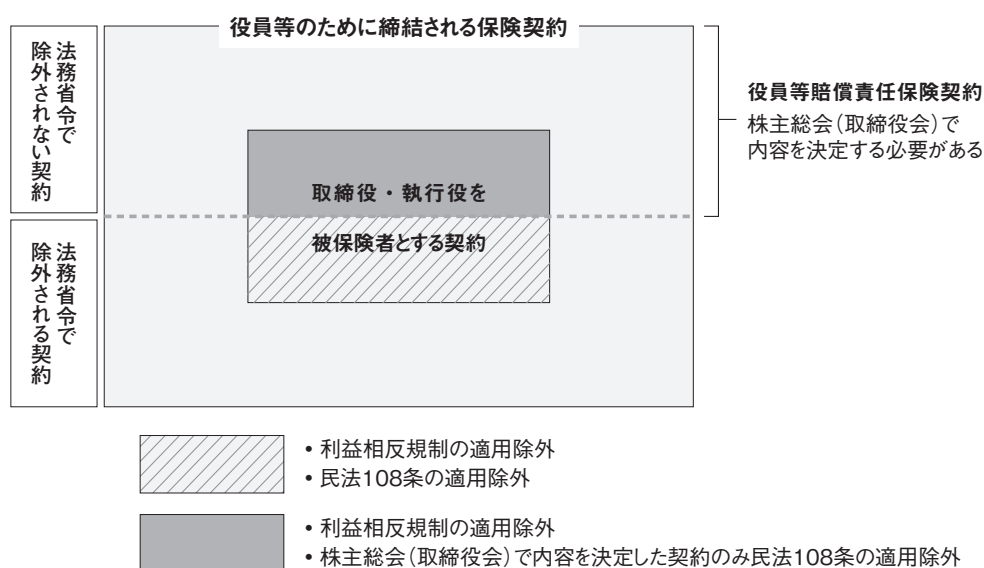 役員等のために締結される保険契約
法務省令で
除外されない契約
役員等賠償責任保険契約
株主総会（取締役会）で
内容を決定する必要がある
取締役・執行役を
被保険者とする契約
法務省令で
除外される契約
• 利益相反規制の適用除外
• 民法108条の適用除外
• 利益相反規制の適用除外
• 株主総会（取締役会）で内容を決定した契約のみ民法108条の適用除外